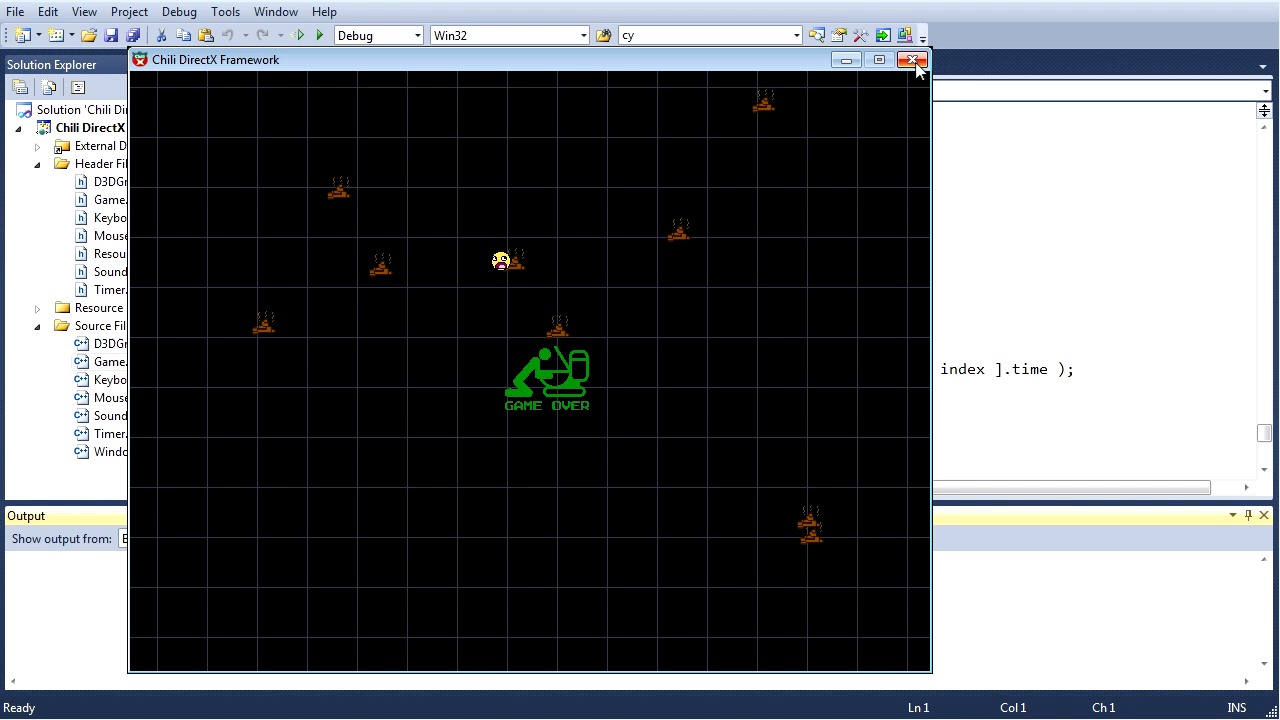 File Edit View Project Debug Tools Window Help
Debug Win32 cy
Solution Explorer
Chili DirectX Framework
Solution 'Chili Di
Chili DirectX
External D
Header Fil
D3DGr
Game.
Keybo
Mouse
Resou
Sound
Timer.
Resource
Source Fil
D3DGr
Game.
Keybo
Mouse
Sound
Timer.
Windo
GAME OVER
index ].time );
Output
Show output from:
Ready Ln 1 Col 1 Ch 1 INS